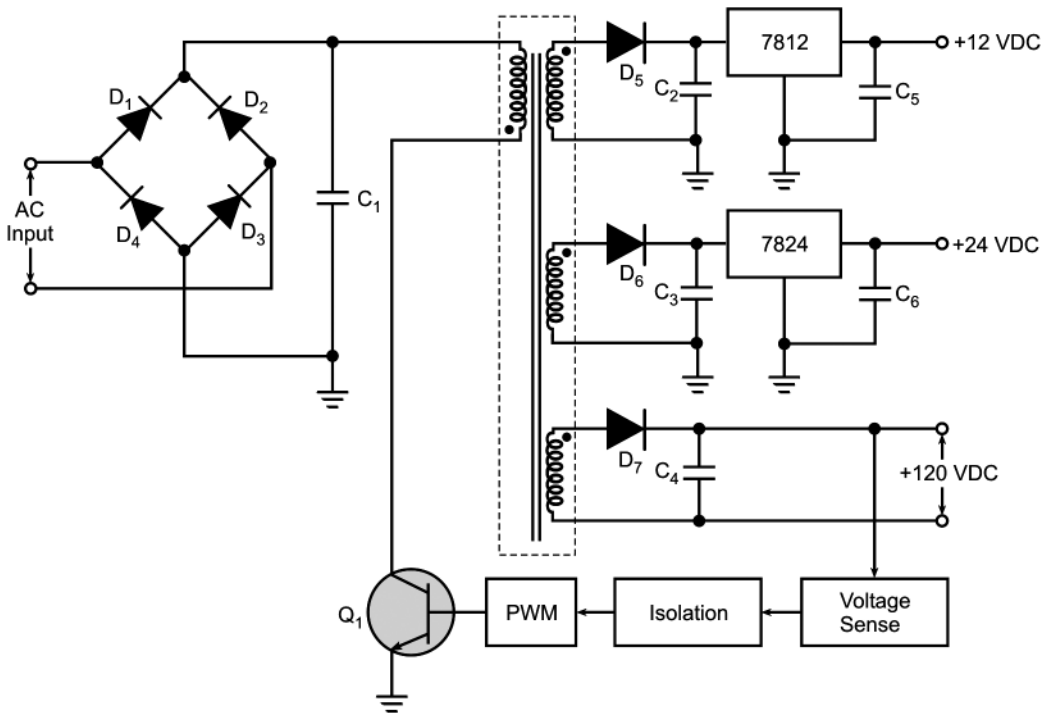 7812
+12 VDC
D5
C2
C5
D1
D2
AC
Input
C1
D4
D3
7824
+24 VDC
D6
C3
C6
D7
C4
+120 VDC
Q1
PWM
Isolation
Voltage
Sense